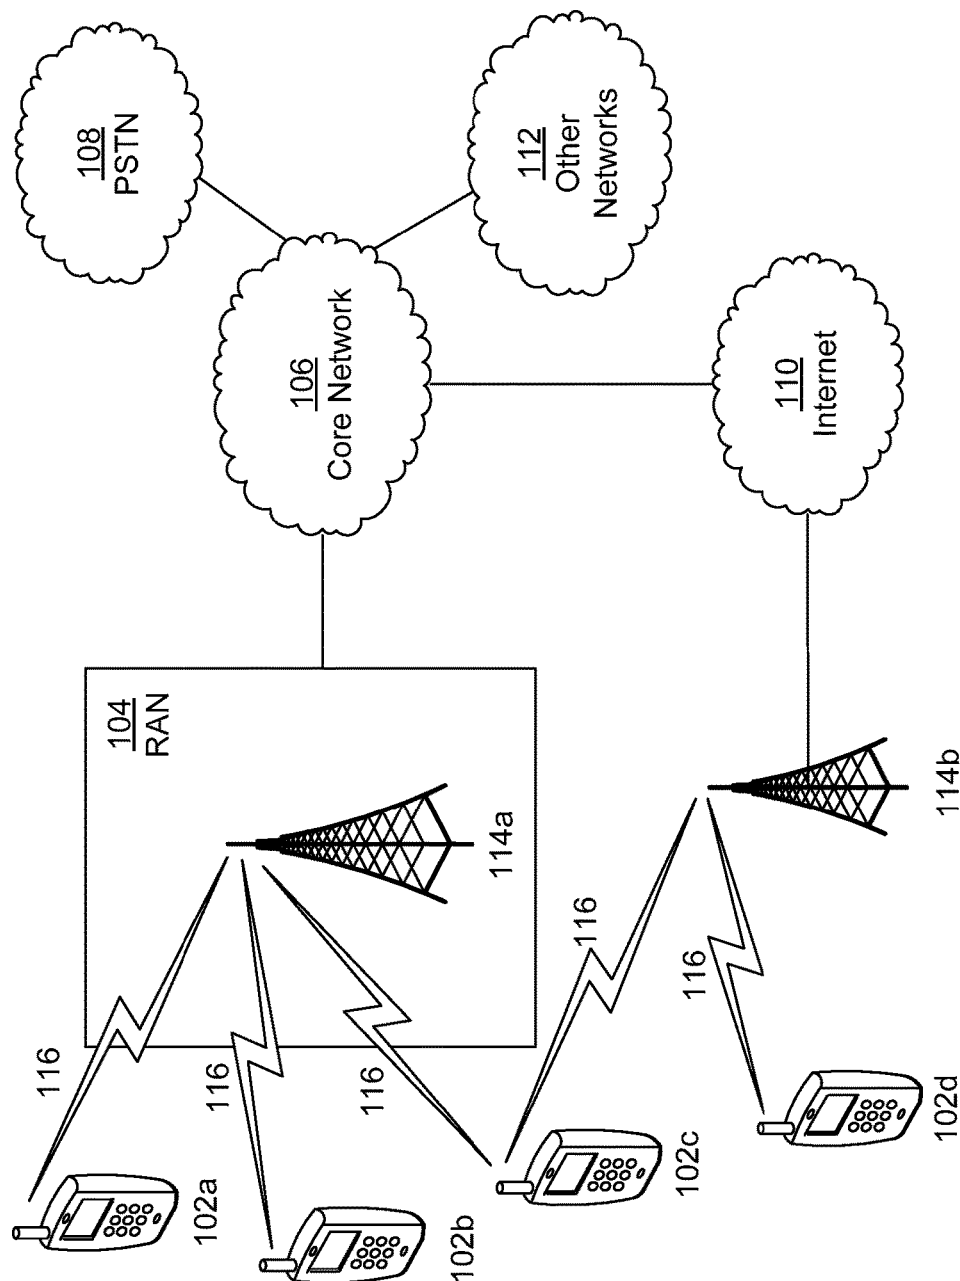 108
PSTN
106
Core Network
112
Other
Networks
110
Internet
104
RAN
114a
114b
116
116
116
116
116
102a
102b
102c
102d